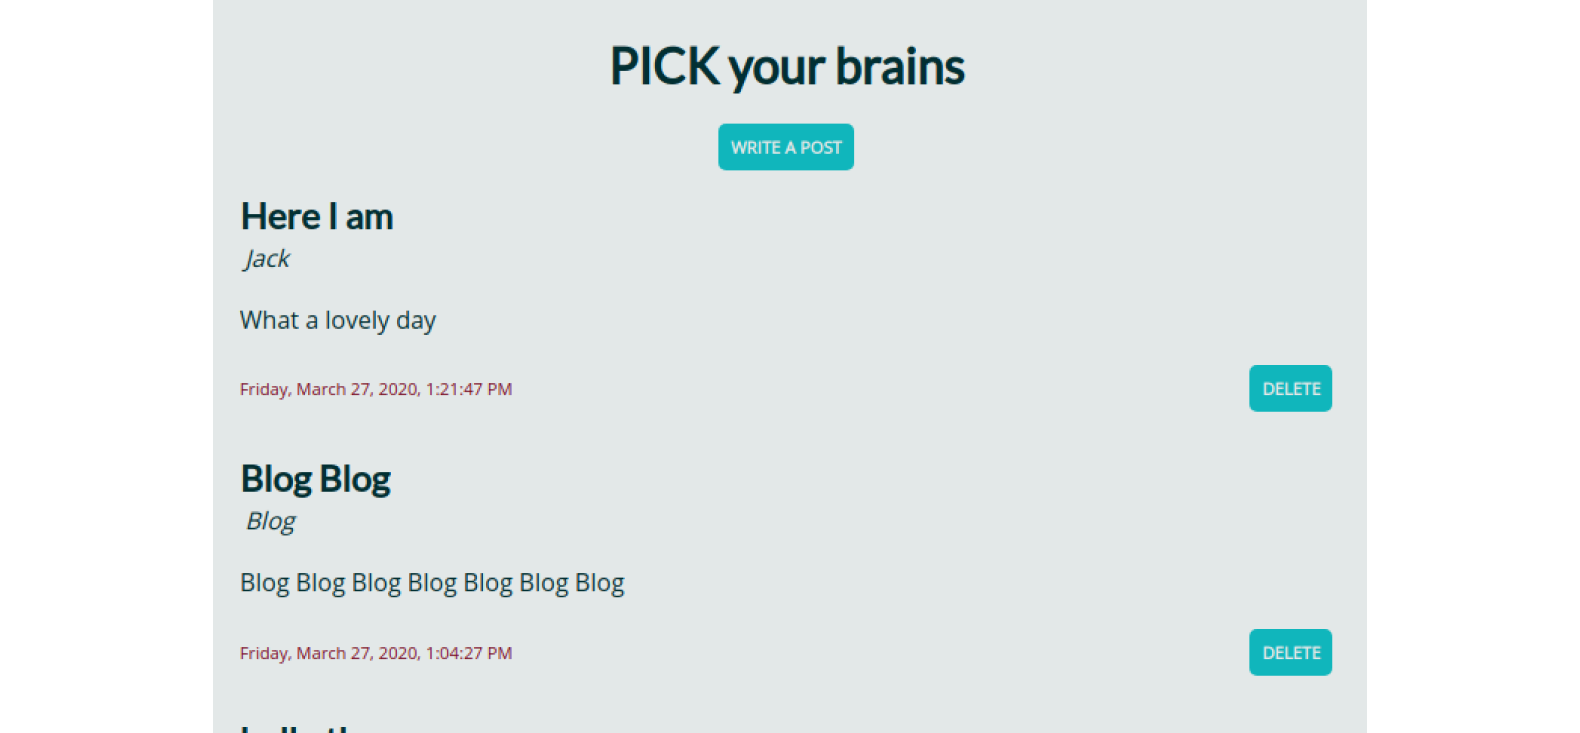 PICK your brains
WRITE A POST
Here I am
Jack
What a lovely day
Friday, March 27, 2020, 1:21:47 PM
DELETE
Blog Blog
Blog
Blog Blog Blog Blog Blog Blog Blog
Friday, March 27, 2020, 1:04:27 PM
DELETE